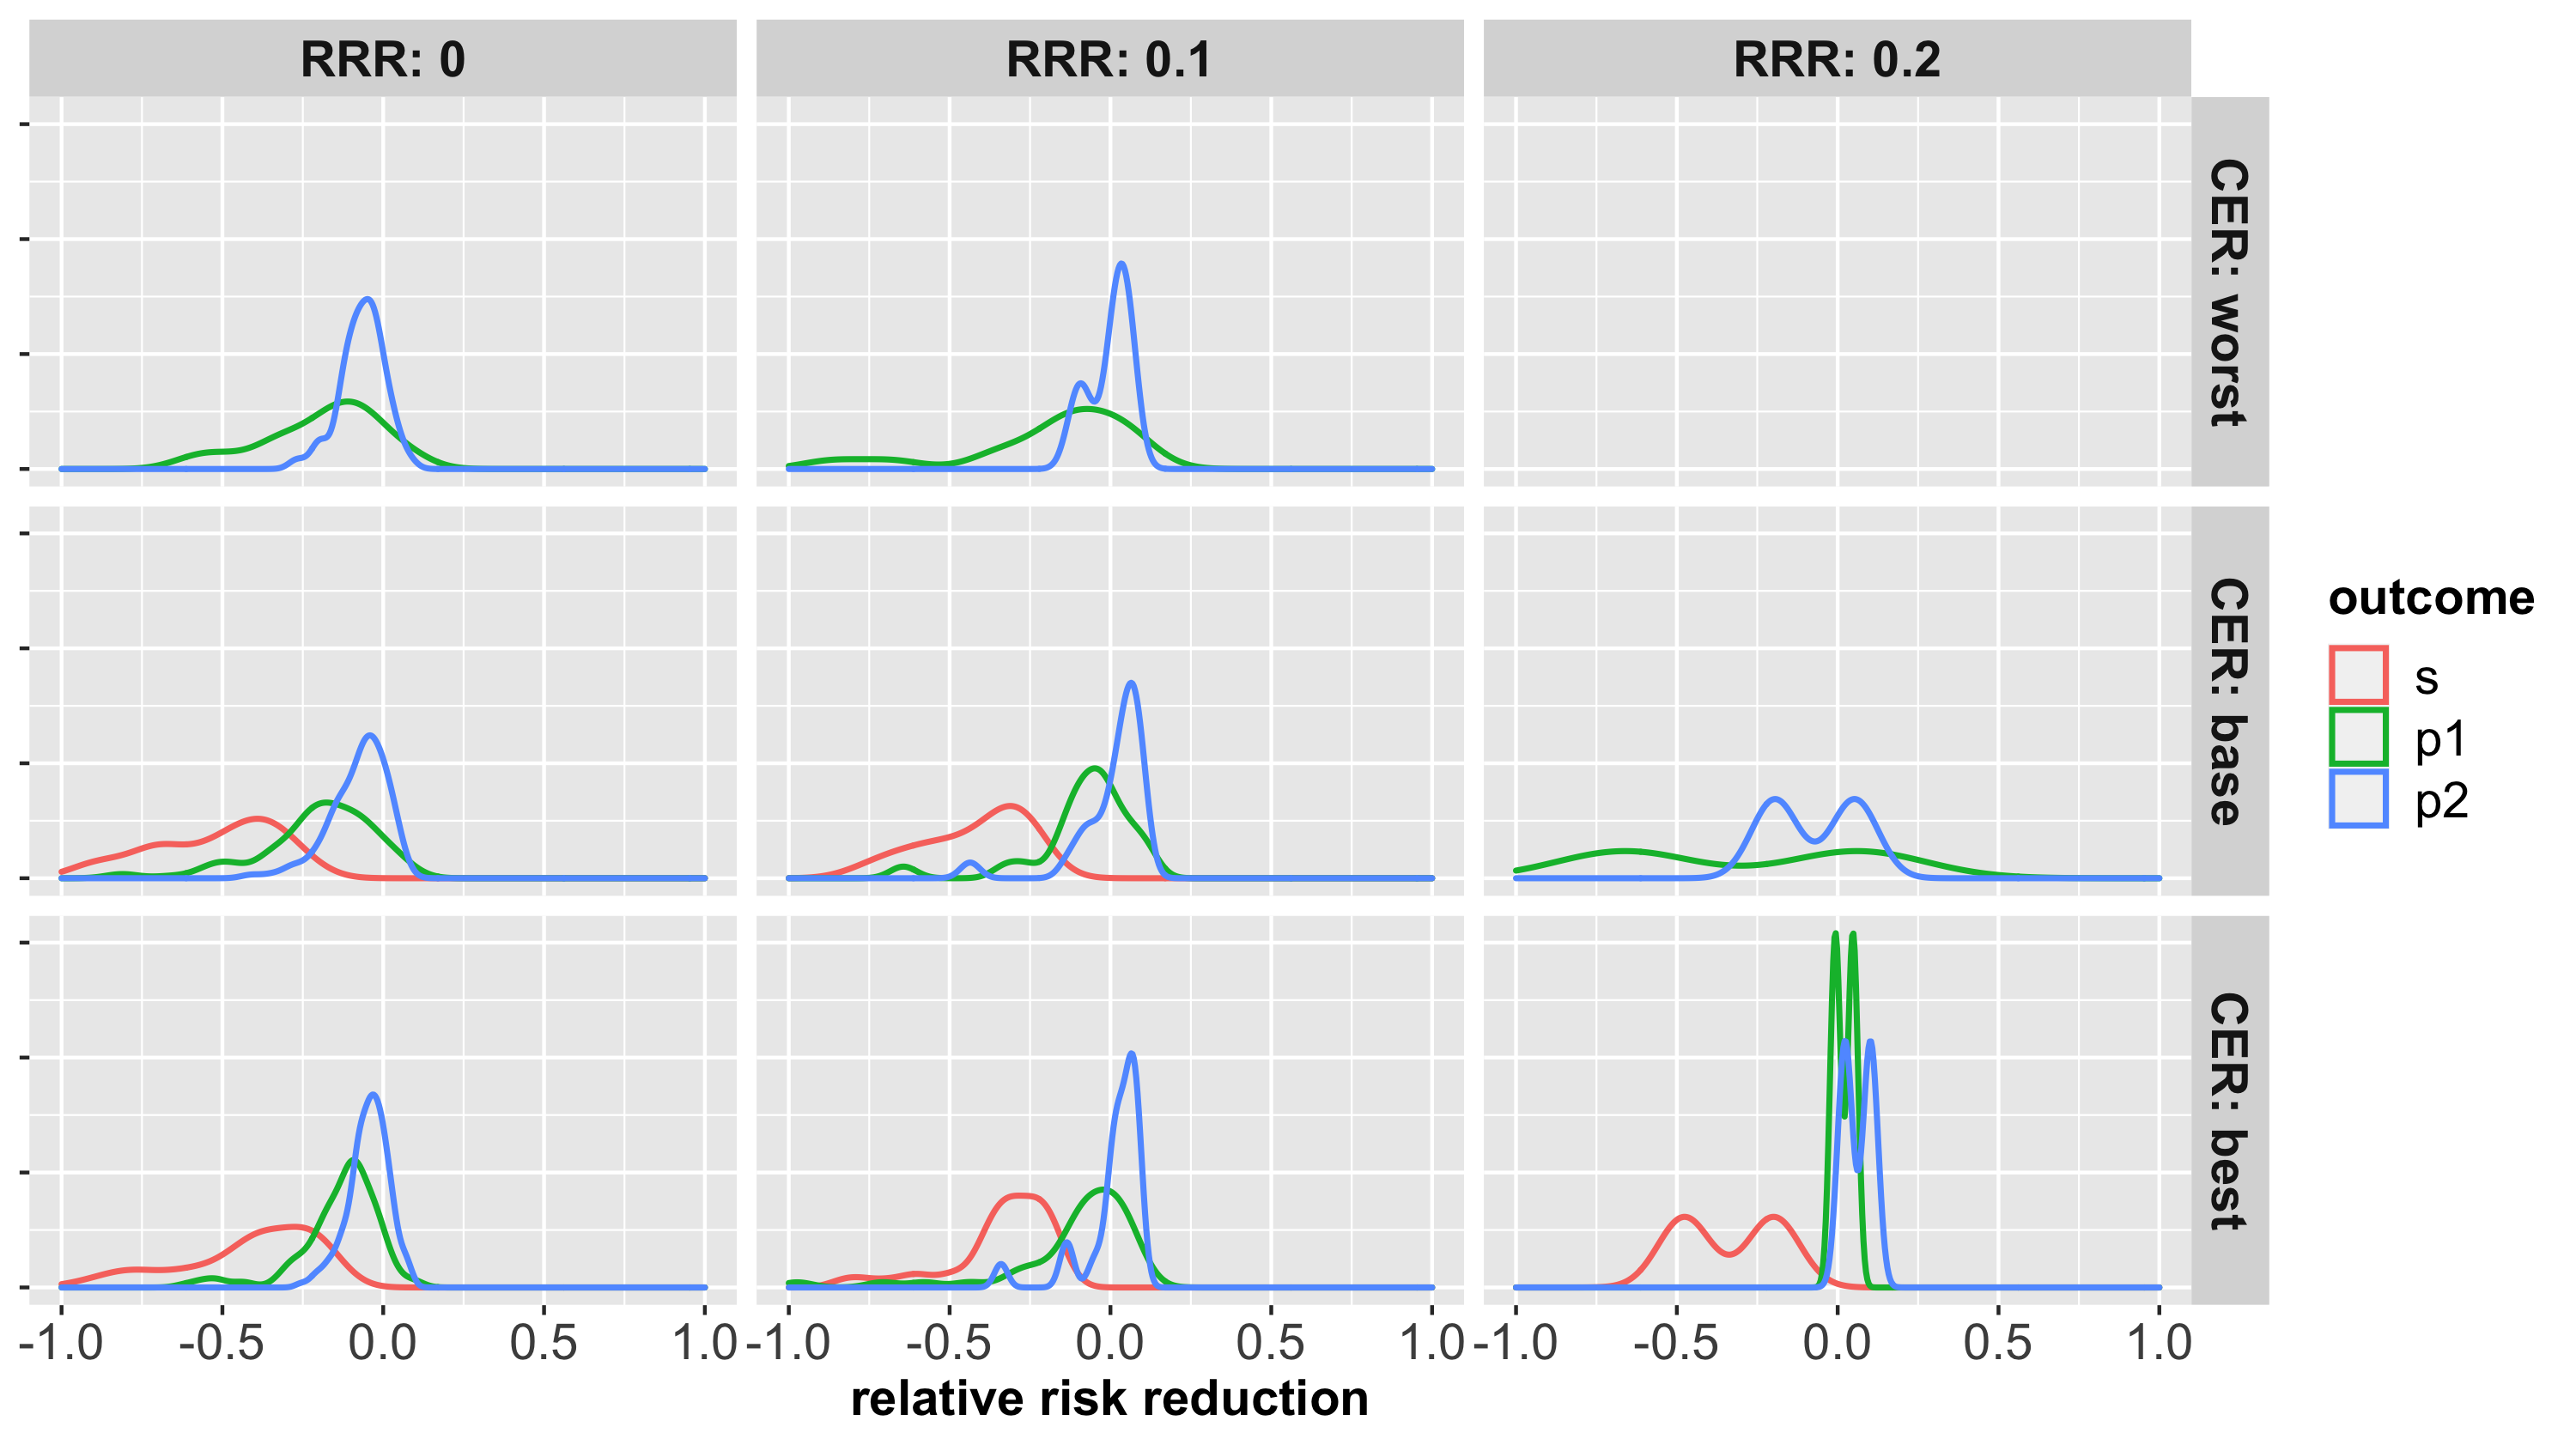 RRR: 0
RRR: 0.1
RRR: 0.2
CER: worst
CER: base
CER: best
outcome
s
p1
p2
-1.0 -0.5 0.0 0.5 1.0 -1.0 -0.5 0.0 0.5 1.0 -1.0 -0.5 0.0 0.5 1.0
relative risk reduction